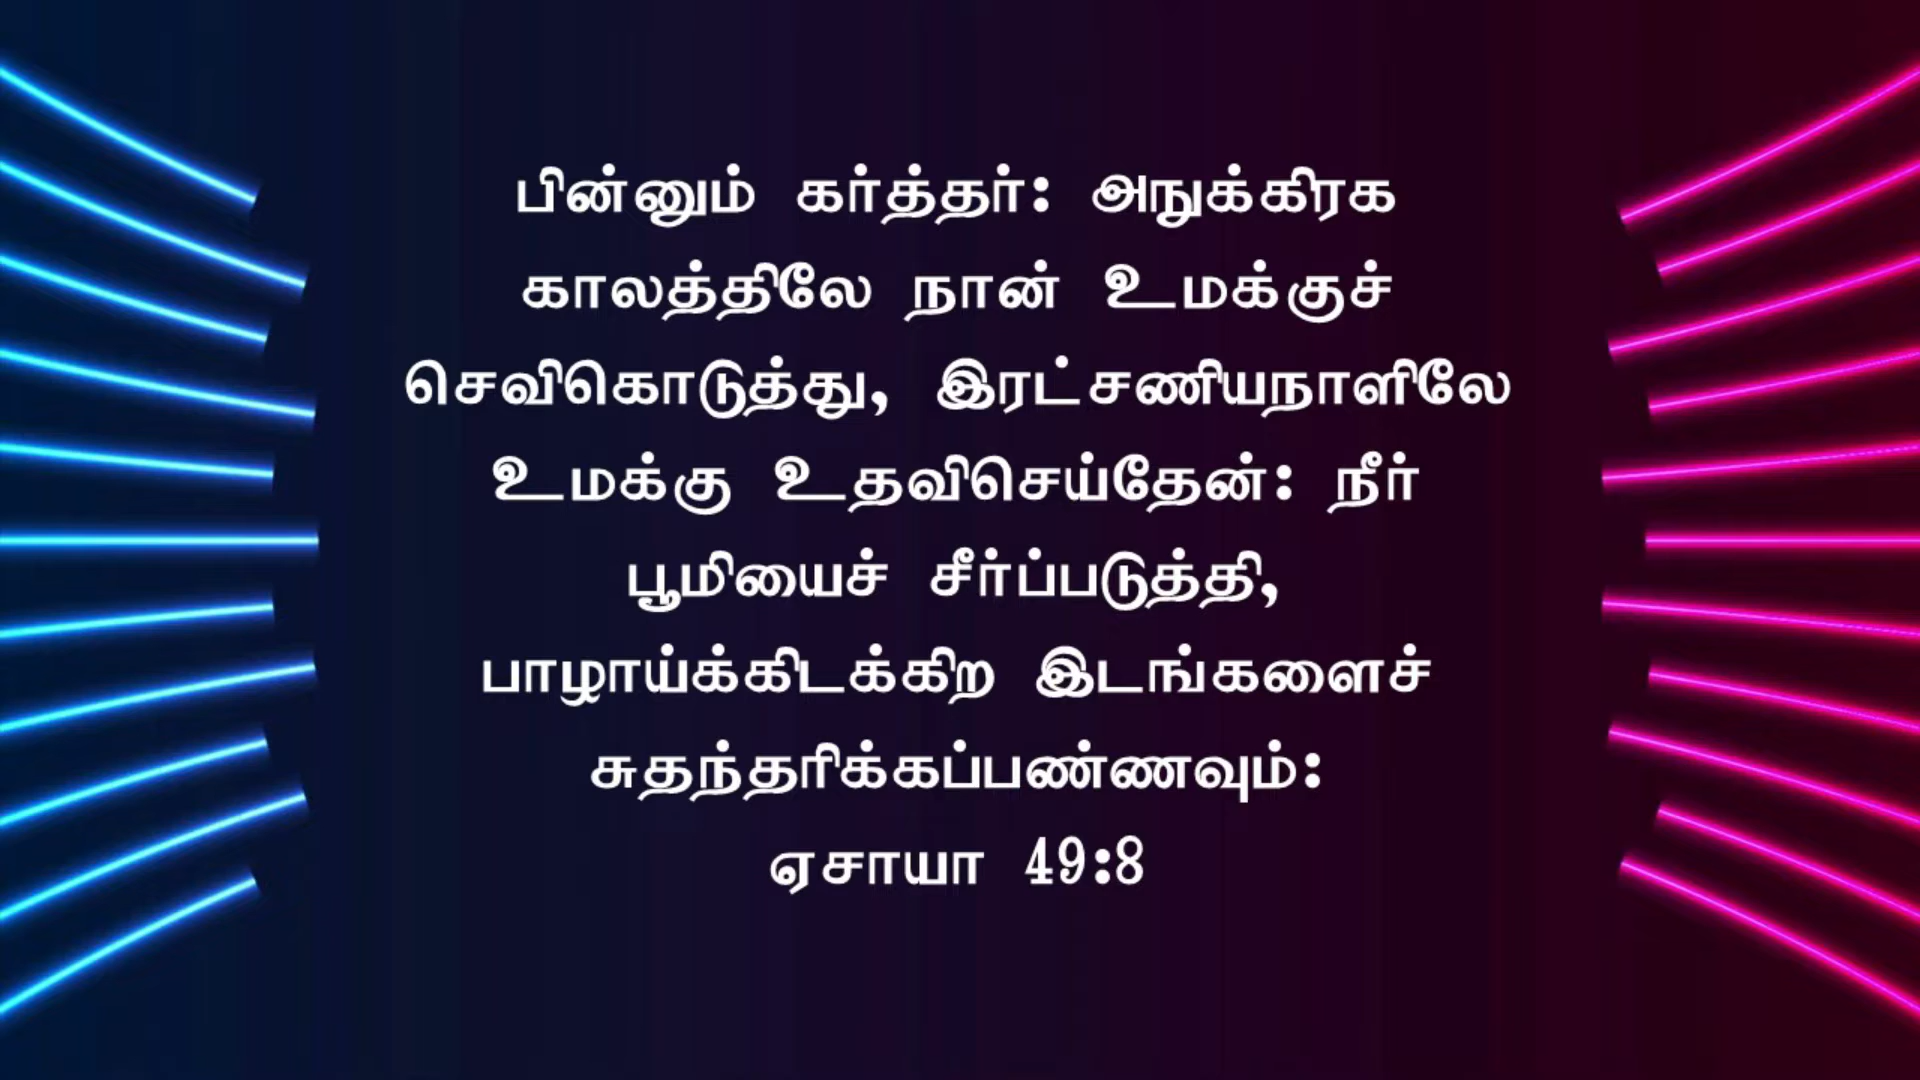 பின்னும் கர்த்தர்: அநுக்கிரக
காலத்திலே நான் உமக்குச்
செவிகொடுத்து, இரட்சணியநாளிலே
உமக்கு உதவிசெய்தேன்: நீர்
பூமியைச் சீர்ப்படுத்தி,
பாழாய்க்கிடக்கிற இடங்களைச்
சுதந்தரிக்கப்பண்ணவும்:
ஏசாயா 49:8